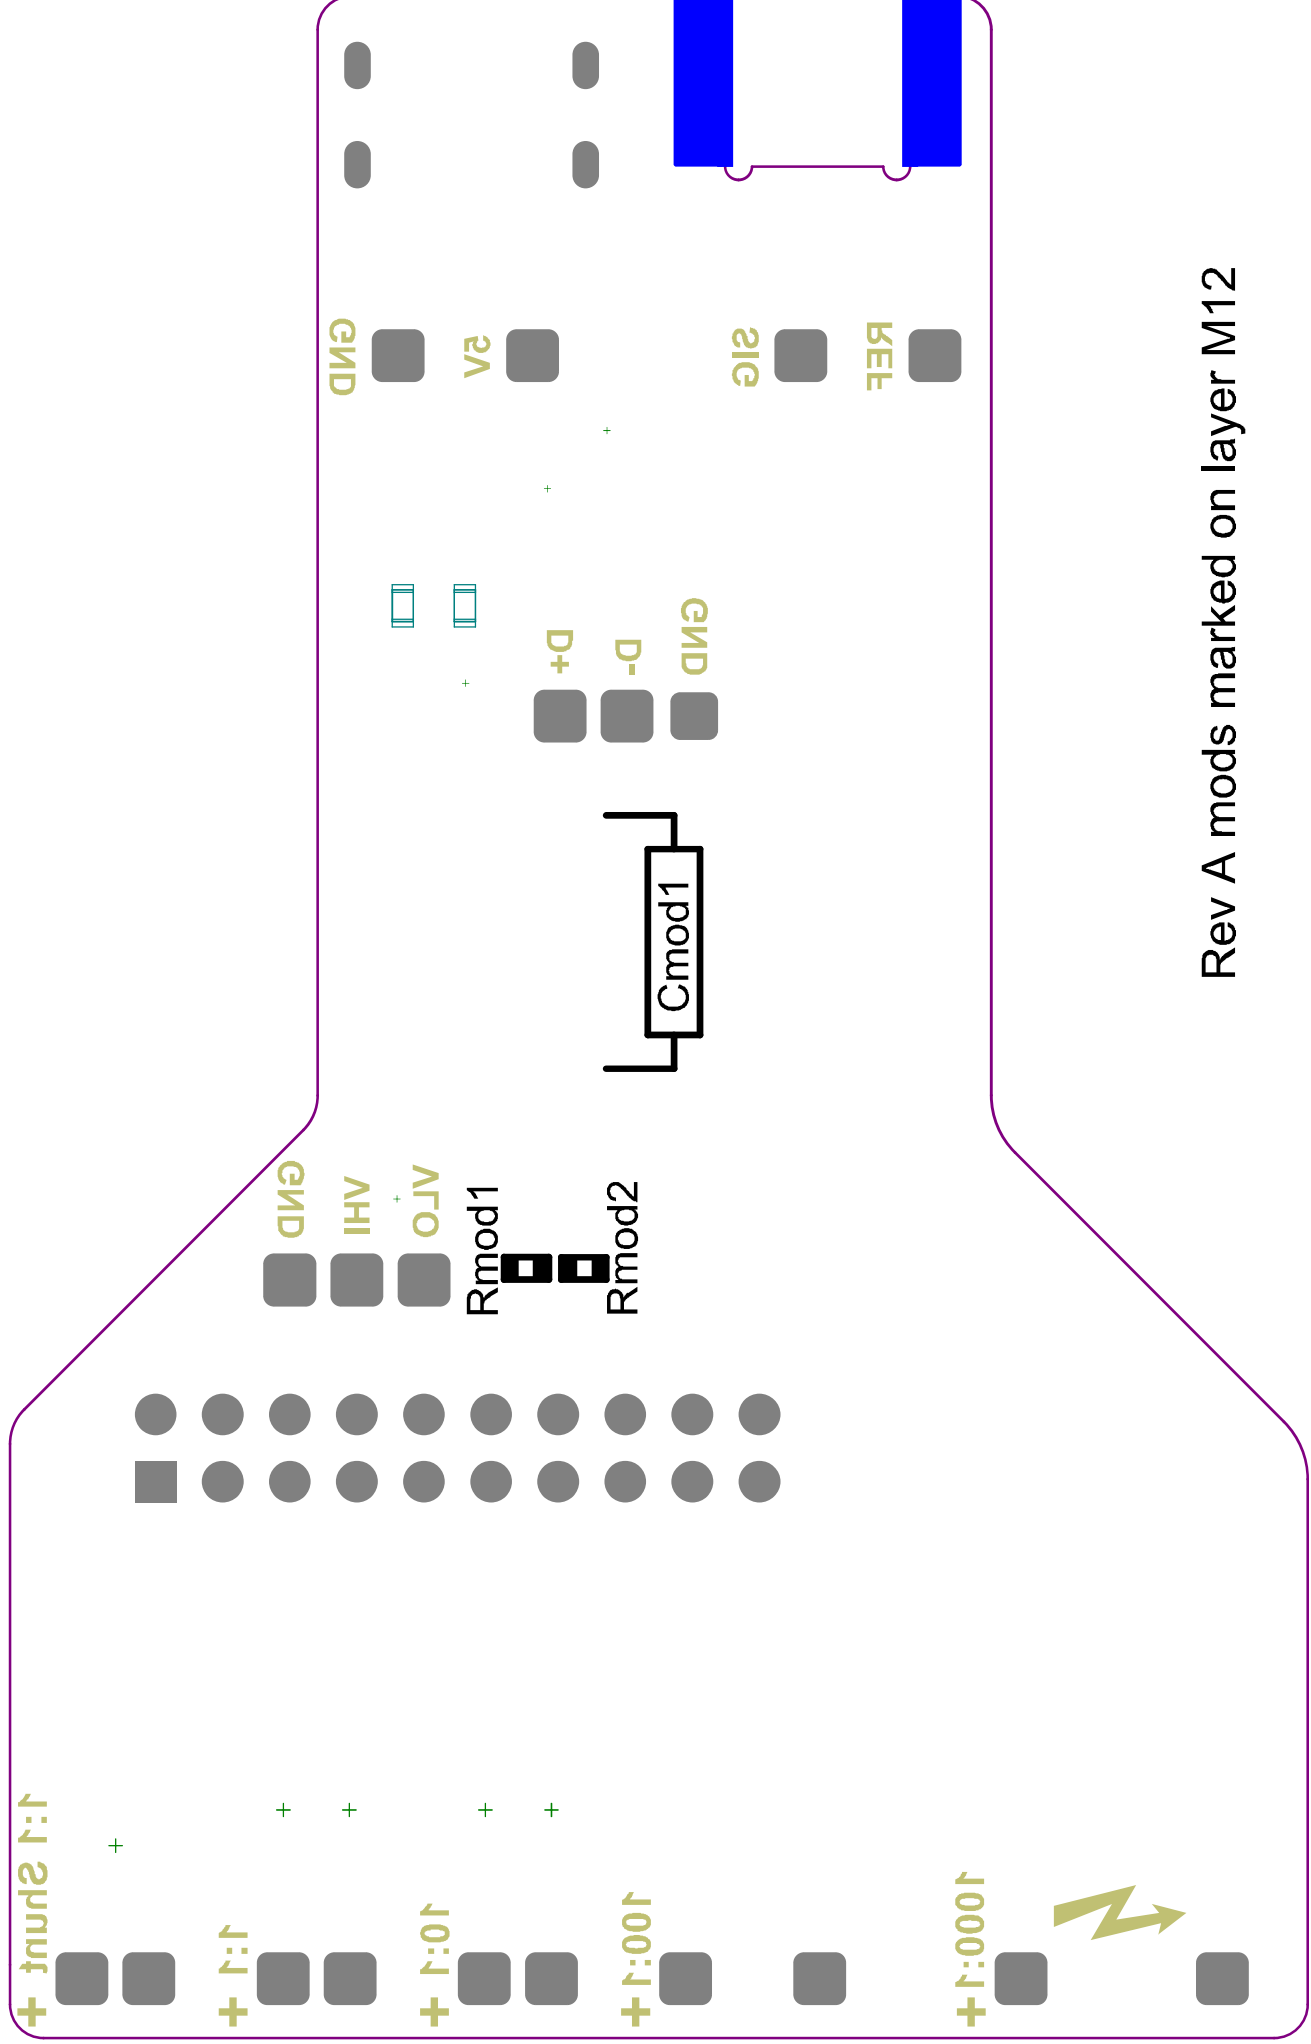 GND
5V
SIG
REF
Rev A mods marked on layer M12
D+
D-
GND
Cmod1
GND
VHI
VLO
Rmod1
Rmod2
1:1 Shunt
+
1:1
+
10:1
+
100:1
+
1000:1
+